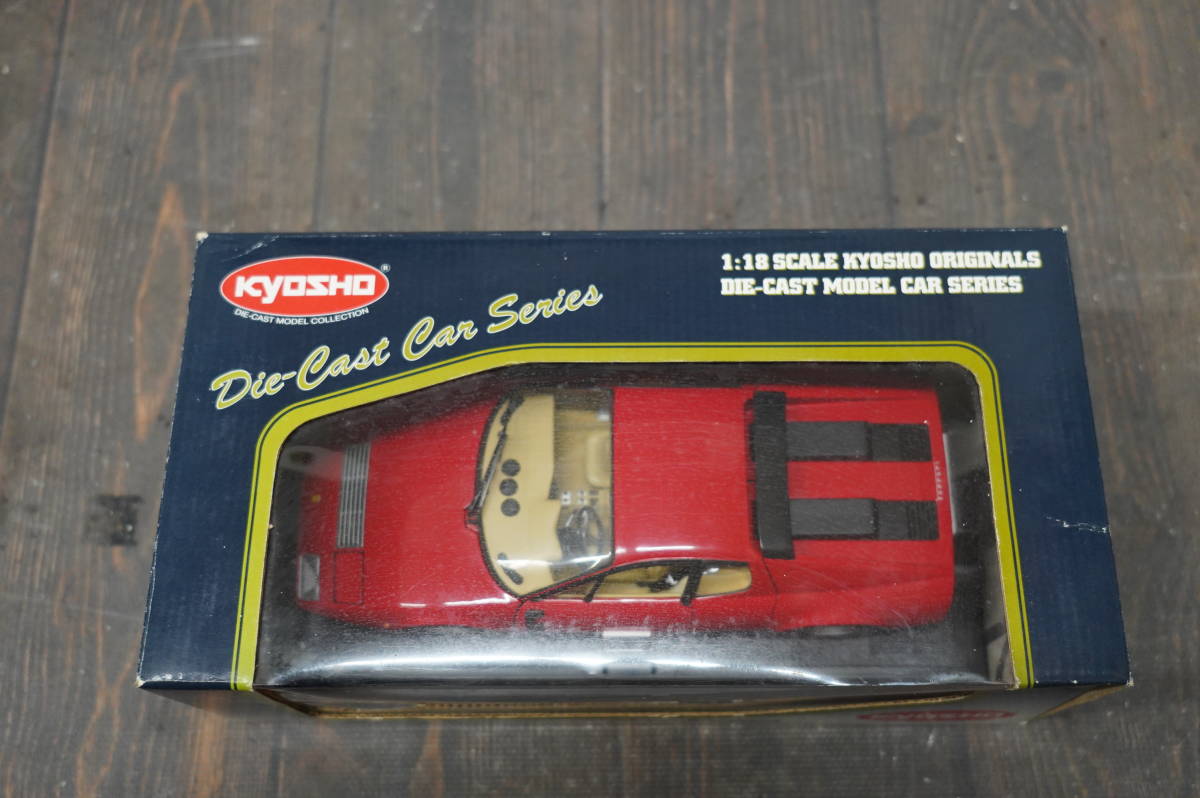 KYOSHO®
DIE-CAST MODEL COLLECTION
Die-Cast Car Series
1:18 SCALE KYOSHO ORIGINALS
DIE-CAST MODEL CAR SERIES
KYOSHO